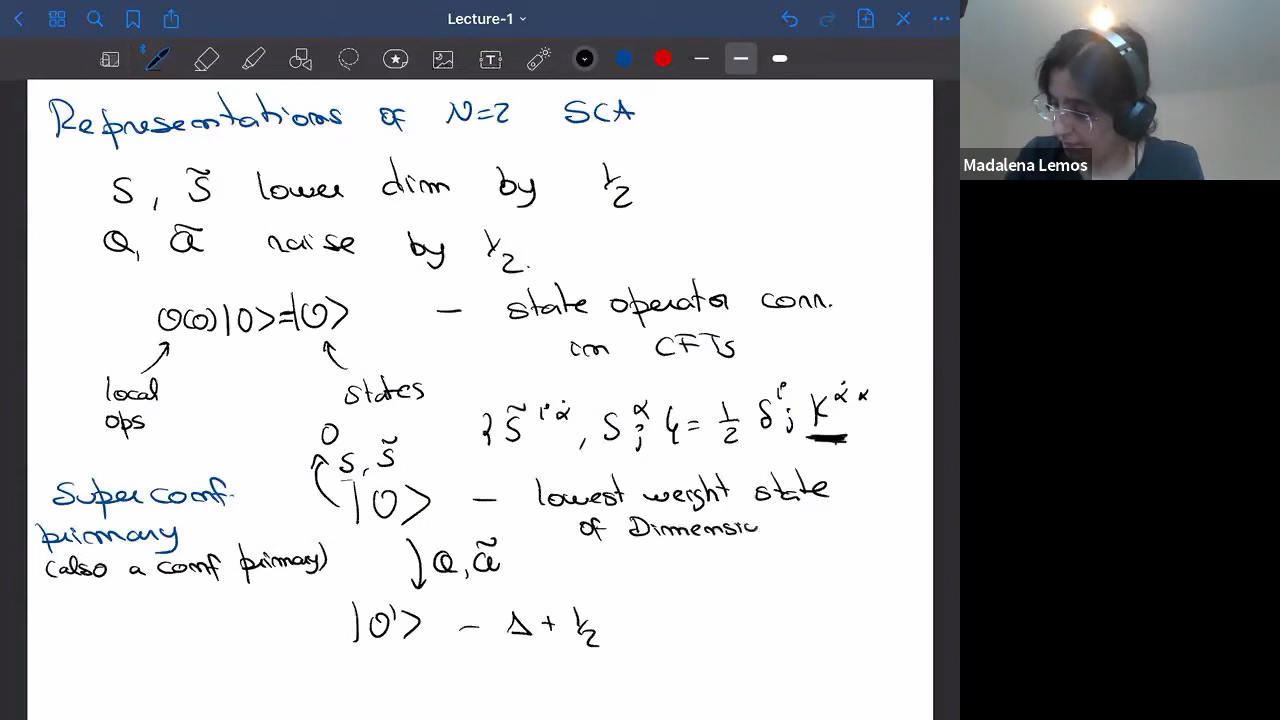 Lecture-1
Madalena Lemos
Representations of N=2 SCA
S, S̃ lower dim by 1/2
Q, Q̃ raise by 1/2.
O(0)|0>=|O> - state operator corr.
in CFTs
local ops
states
{S̃^{i α̇}, S_j^α} = 1/2 δ^i_j K^{α̇ α}
0
S, S̃
Superconf. primary
(also a conf primary)
|O> - lowest weight state
of Dimensio
Q, Q̃
|O'> - Δ + 1/2